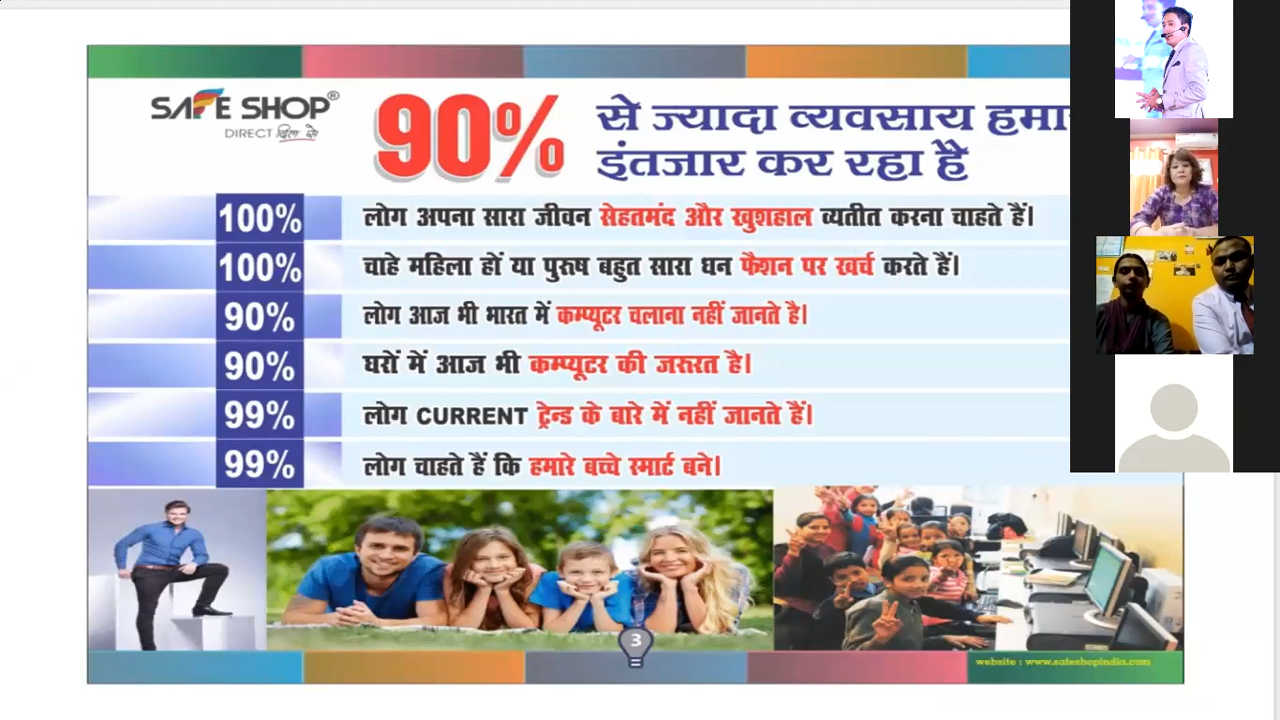 SAFE SHOP®
DIRECT दिल से
90%
से ज्यादा व्यवसाय
इंतजार कर रहा है
100% लोग अपना सारा जीवन सेहतमंद और खुशहाल व्यतीत करना चाहते हैं।
100% चाहे महिला हों या पुरुष बहुत सारा धन फैशन पर खर्च करते हैं।
90% लोग आज भी भारत में कम्प्यूटर चलाना नहीं जानते है।
90% घरों में आज भी कम्प्यूटर की जरूरत है।
99% लोग CURRENT ट्रेन्ड के बारे में नहीं जानते हैं।
99% लोग चाहते हैं कि हमारे बच्चे स्मार्ट बने।
3
website : www.safeshopindia.com